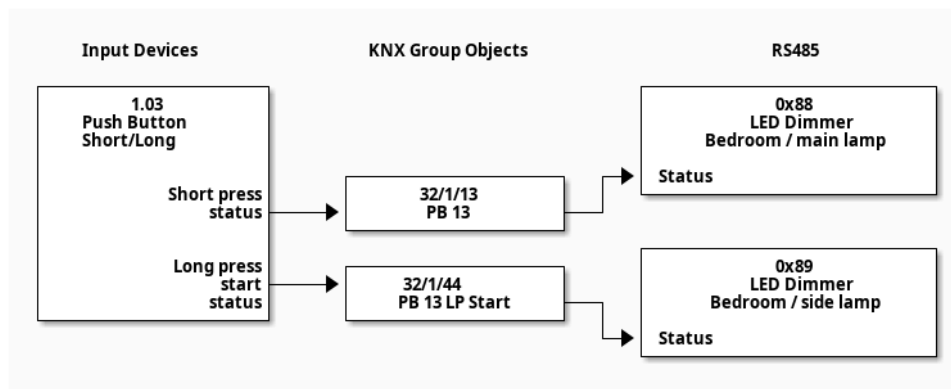 Input Devices
KNX Group Objects
RS485
1.03
Push Button
Short/Long
Short press
status
Long press
start
status
32/1/13
PB 13
32/1/44
PB 13 LP Start
0x88
LED Dimmer
Bedroom / main lamp
Status
0x89
LED Dimmer
Bedroom / side lamp
Status